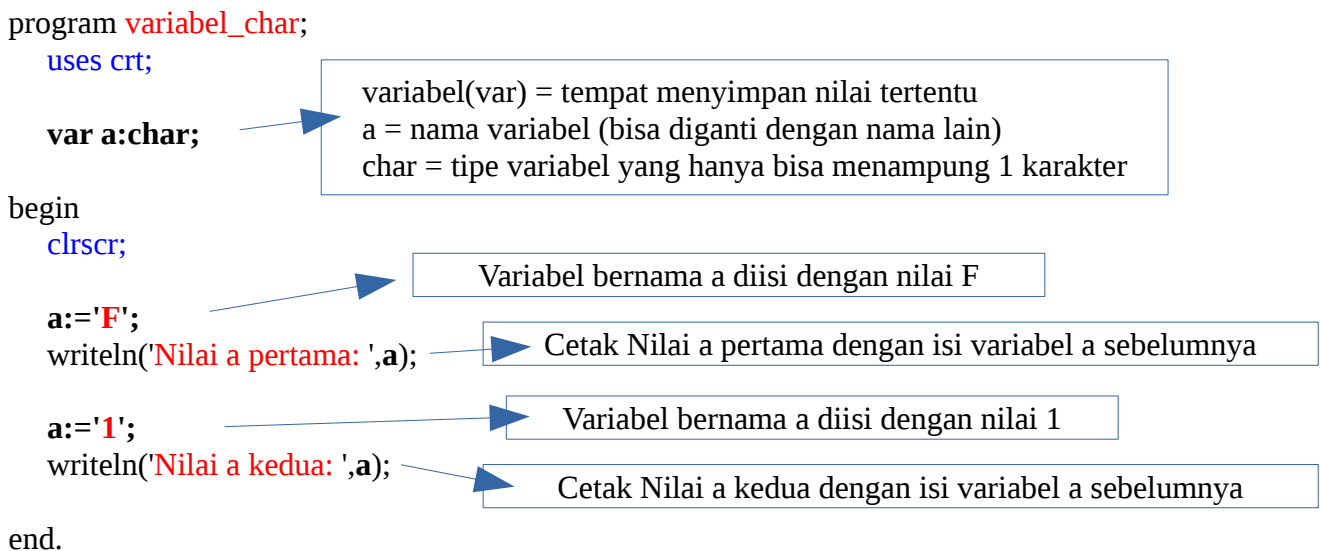 program variabel_char;
uses crt;
var a:char;
variabel(var) = tempat menyimpan nilai tertentu
a = nama variabel (bisa diganti dengan nama lain)
char = tipe variabel yang hanya bisa menampung 1 karakter
begin
clrscr;
Variabel bernama a diisi dengan nilai F
a:='F';
writeln('Nilai a pertama: ',a);
Cetak Nilai a pertama dengan isi variabel a sebelumnya
a:='1';
Variabel bernama a diisi dengan nilai 1
writeln('Nilai a kedua: ',a);
Cetak Nilai a kedua dengan isi variabel a sebelumnya
end.